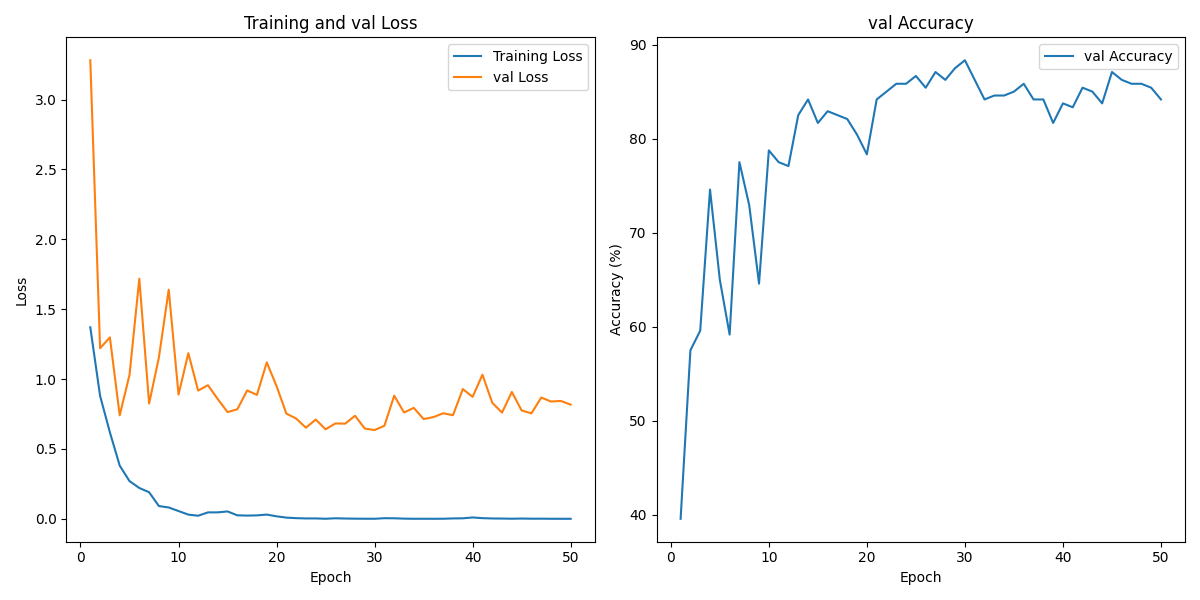 Training and val Loss
Training Loss
val Loss
Loss
3.0
2.5
2.0
1.5
1.0
0.5
0.0
0 10 20 30 40 50
Epoch
val Accuracy
val Accuracy
Accuracy (%)
90
80
70
60
50
40
0 10 20 30 40 50
Epoch